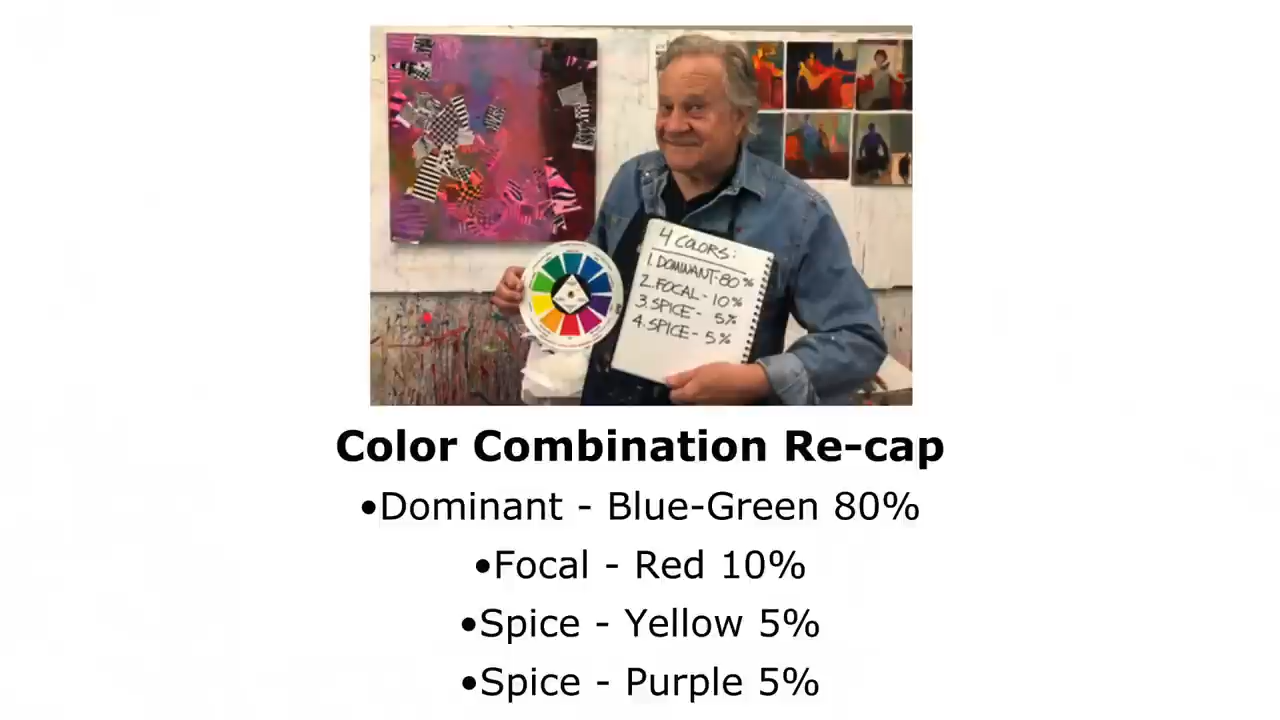 4 COLORS:
1. DOMINANT-80%
2. FOCAL - 10%
3. SPICE - 5%
4. SPICE - 5%
Color Combination Re-cap
•Dominant - Blue-Green 80%
•Focal - Red 10%
•Spice - Yellow 5%
•Spice - Purple 5%